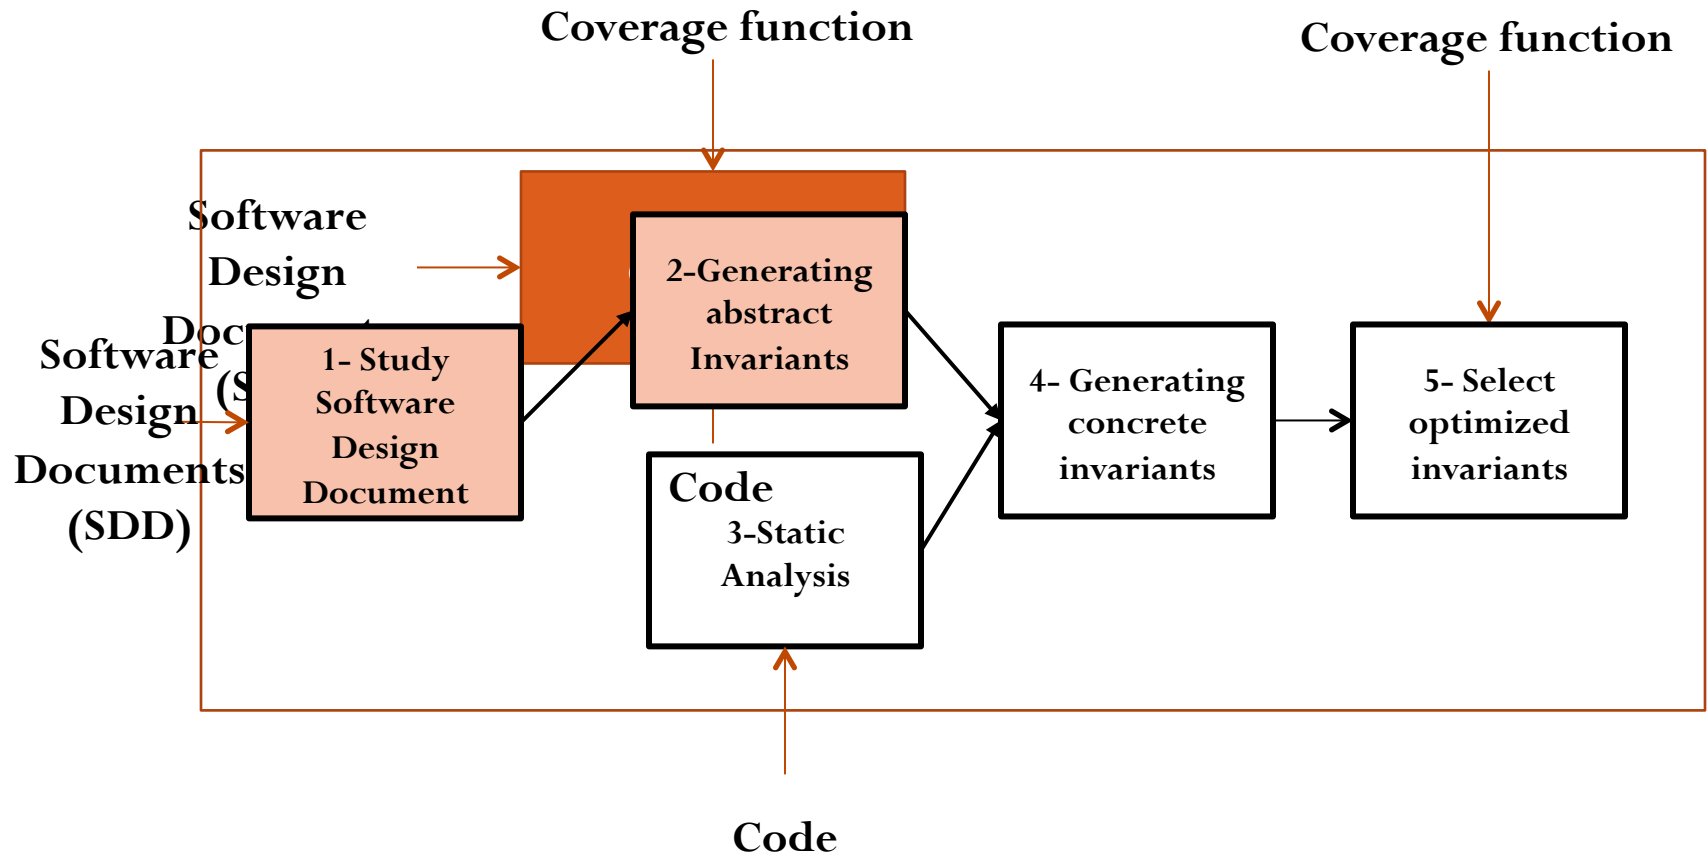 Coverage function
Coverage function
Software
Design
(S
Software
Design
Documents
(SDD)
1- Study
Software
Design
Document
2-Generating
abstract
Invariants
Code
3-Static
Analysis
4- Generating
concrete
invariants
5- Select
optimized
invariants
Code